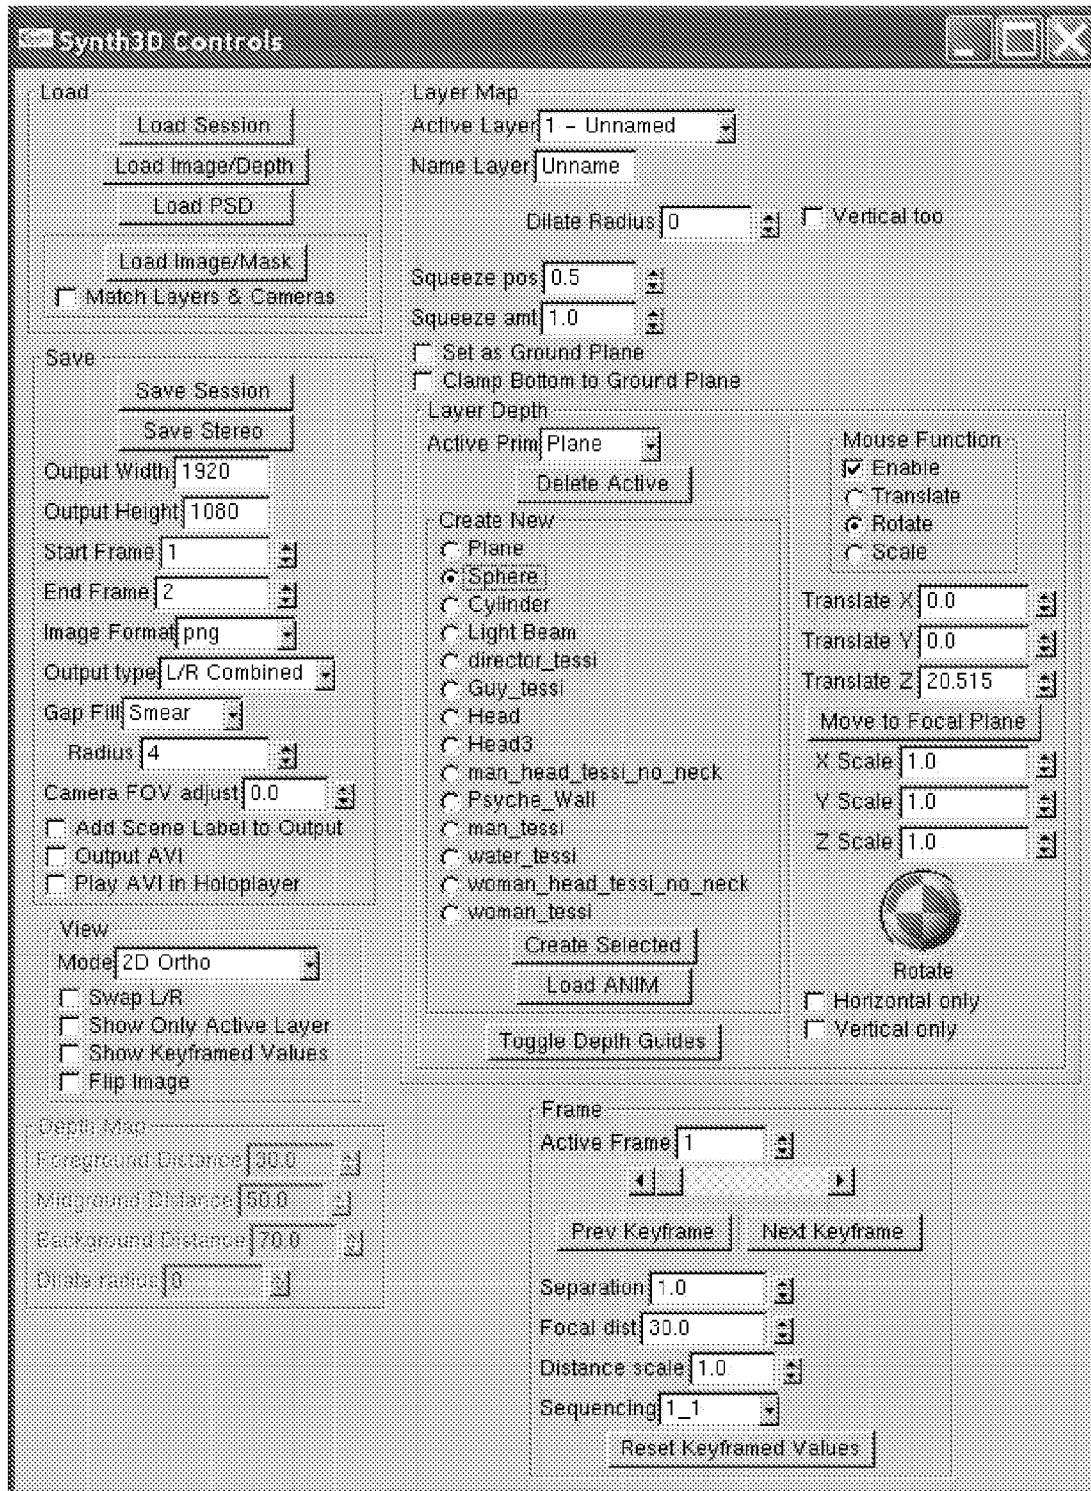 Synth3D Controls
Load
Load Session
Load Image/Depth
Load PSD
Load Image/Mask
Match Layers & Cameras
Save
Save Session
Save Stereo
Output Width 1920
Output Height 1080
Start Frame 1
End Frame 2
Image Format png
Output type L/R Combined
Gap Fill Smear
Radius 4
Camera FOV adjust 0.0
Add Scene Label to Output
Output AVI
Play AVI in Holoplayer
View
Mode 2D Ortho
Swap L/R
Show Only Active Layer
Show Keyframed Values
Flip Image
Depth Map
Foreground Distance 30.0
Midground Distance 50.0
Background Distance 70.0
Dilate radius 0
Layer Map
Active Layer 1 - Unnamed
Name Layer Unname
Dilate Radius 0
Vertical too
Squeeze pos 0.5
Squeeze amt 1.0
Set as Ground Plane
Clamp Bottom to Ground Plane
Layer Depth
Active Prim Plane
Delete Active
Create New
Plane
Sphere
Cylinder
Light Beam
director_tessi
Guy_tessi
Head
Head3
man_head_tessi_no_neck
Psyche_Wall
man_tessi
water_tessi
woman_head_tessi_no_neck
woman_tessi
Create Selected
Load ANIM
Toggle Depth Guides
Mouse Function
Enable
Translate
Rotate
Scale
Translate X 0.0
Translate Y 0.0
Translate Z 20.515
Move to Focal Plane
X Scale 1.0
Y Scale 1.0
Z Scale 1.0
Rotate
Horizontal only
Vertical only
Frame
Active Frame 1
Prev Keyframe
Next Keyframe
Separation 1.0
Focal dist 30.0
Distance scale 1.0
Sequencing 1_1
Reset Keyframed Values